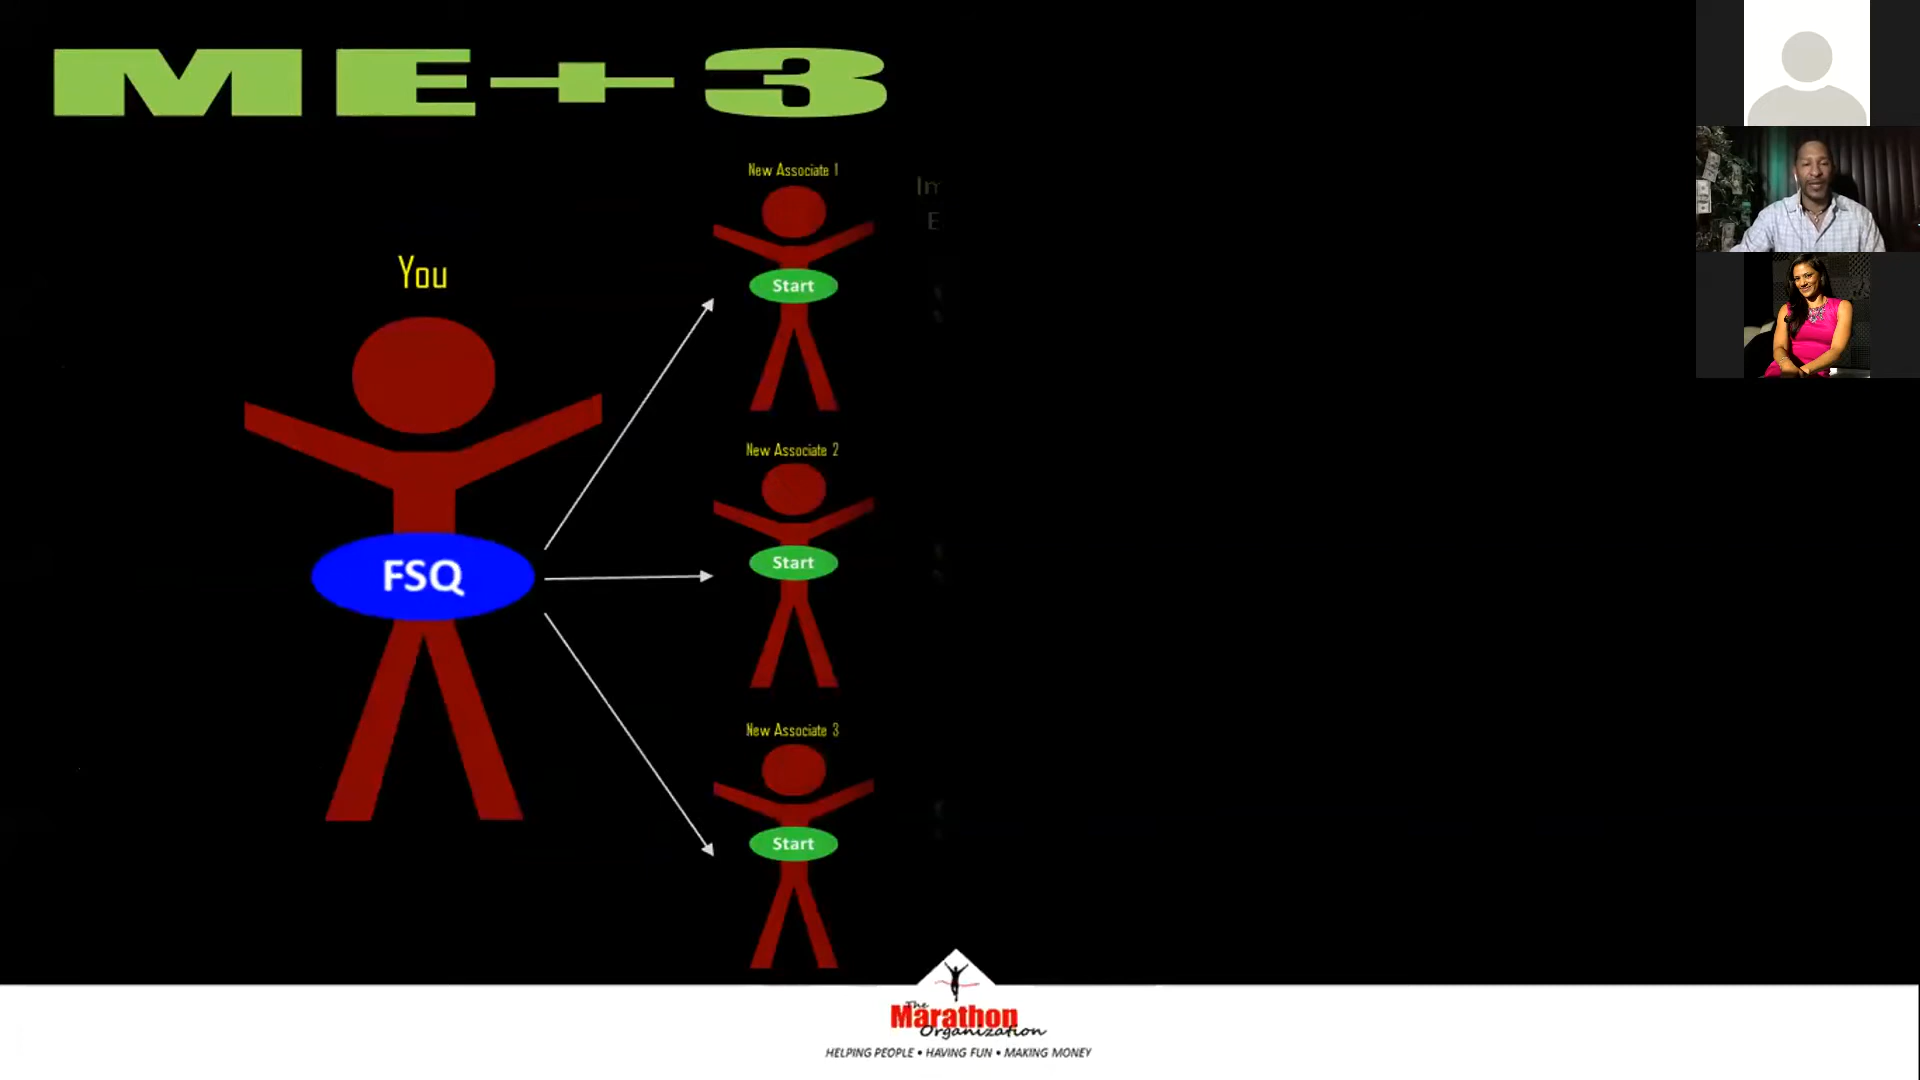 ME+3
You
FSQ
New Associate 1
Start
New Associate 2
Start
New Associate 3
Start
The
Marathon
Organization
HELPING PEOPLE • HAVING FUN • MAKING MONEY